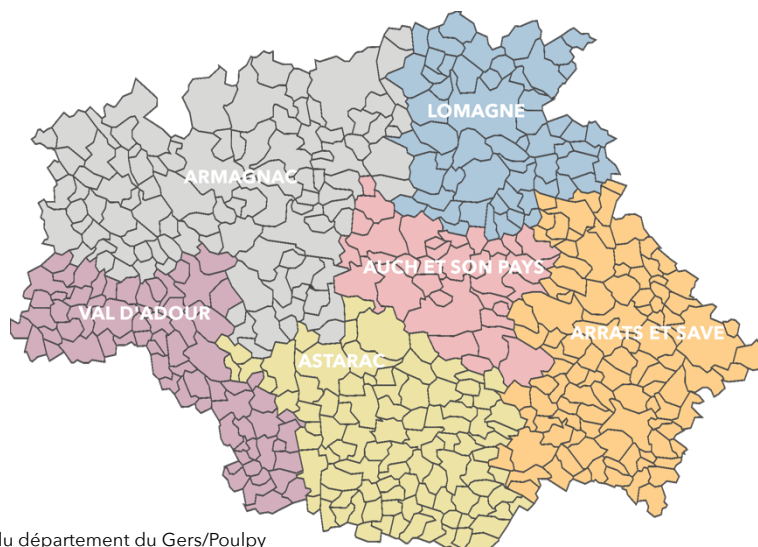 LOMAGNE
ARMAGNAC
AUCH ET SON PAYS
VAL D'ADOUR
ARRATS ET SAVE
ASTARAC
du département du Gers/Poulpy